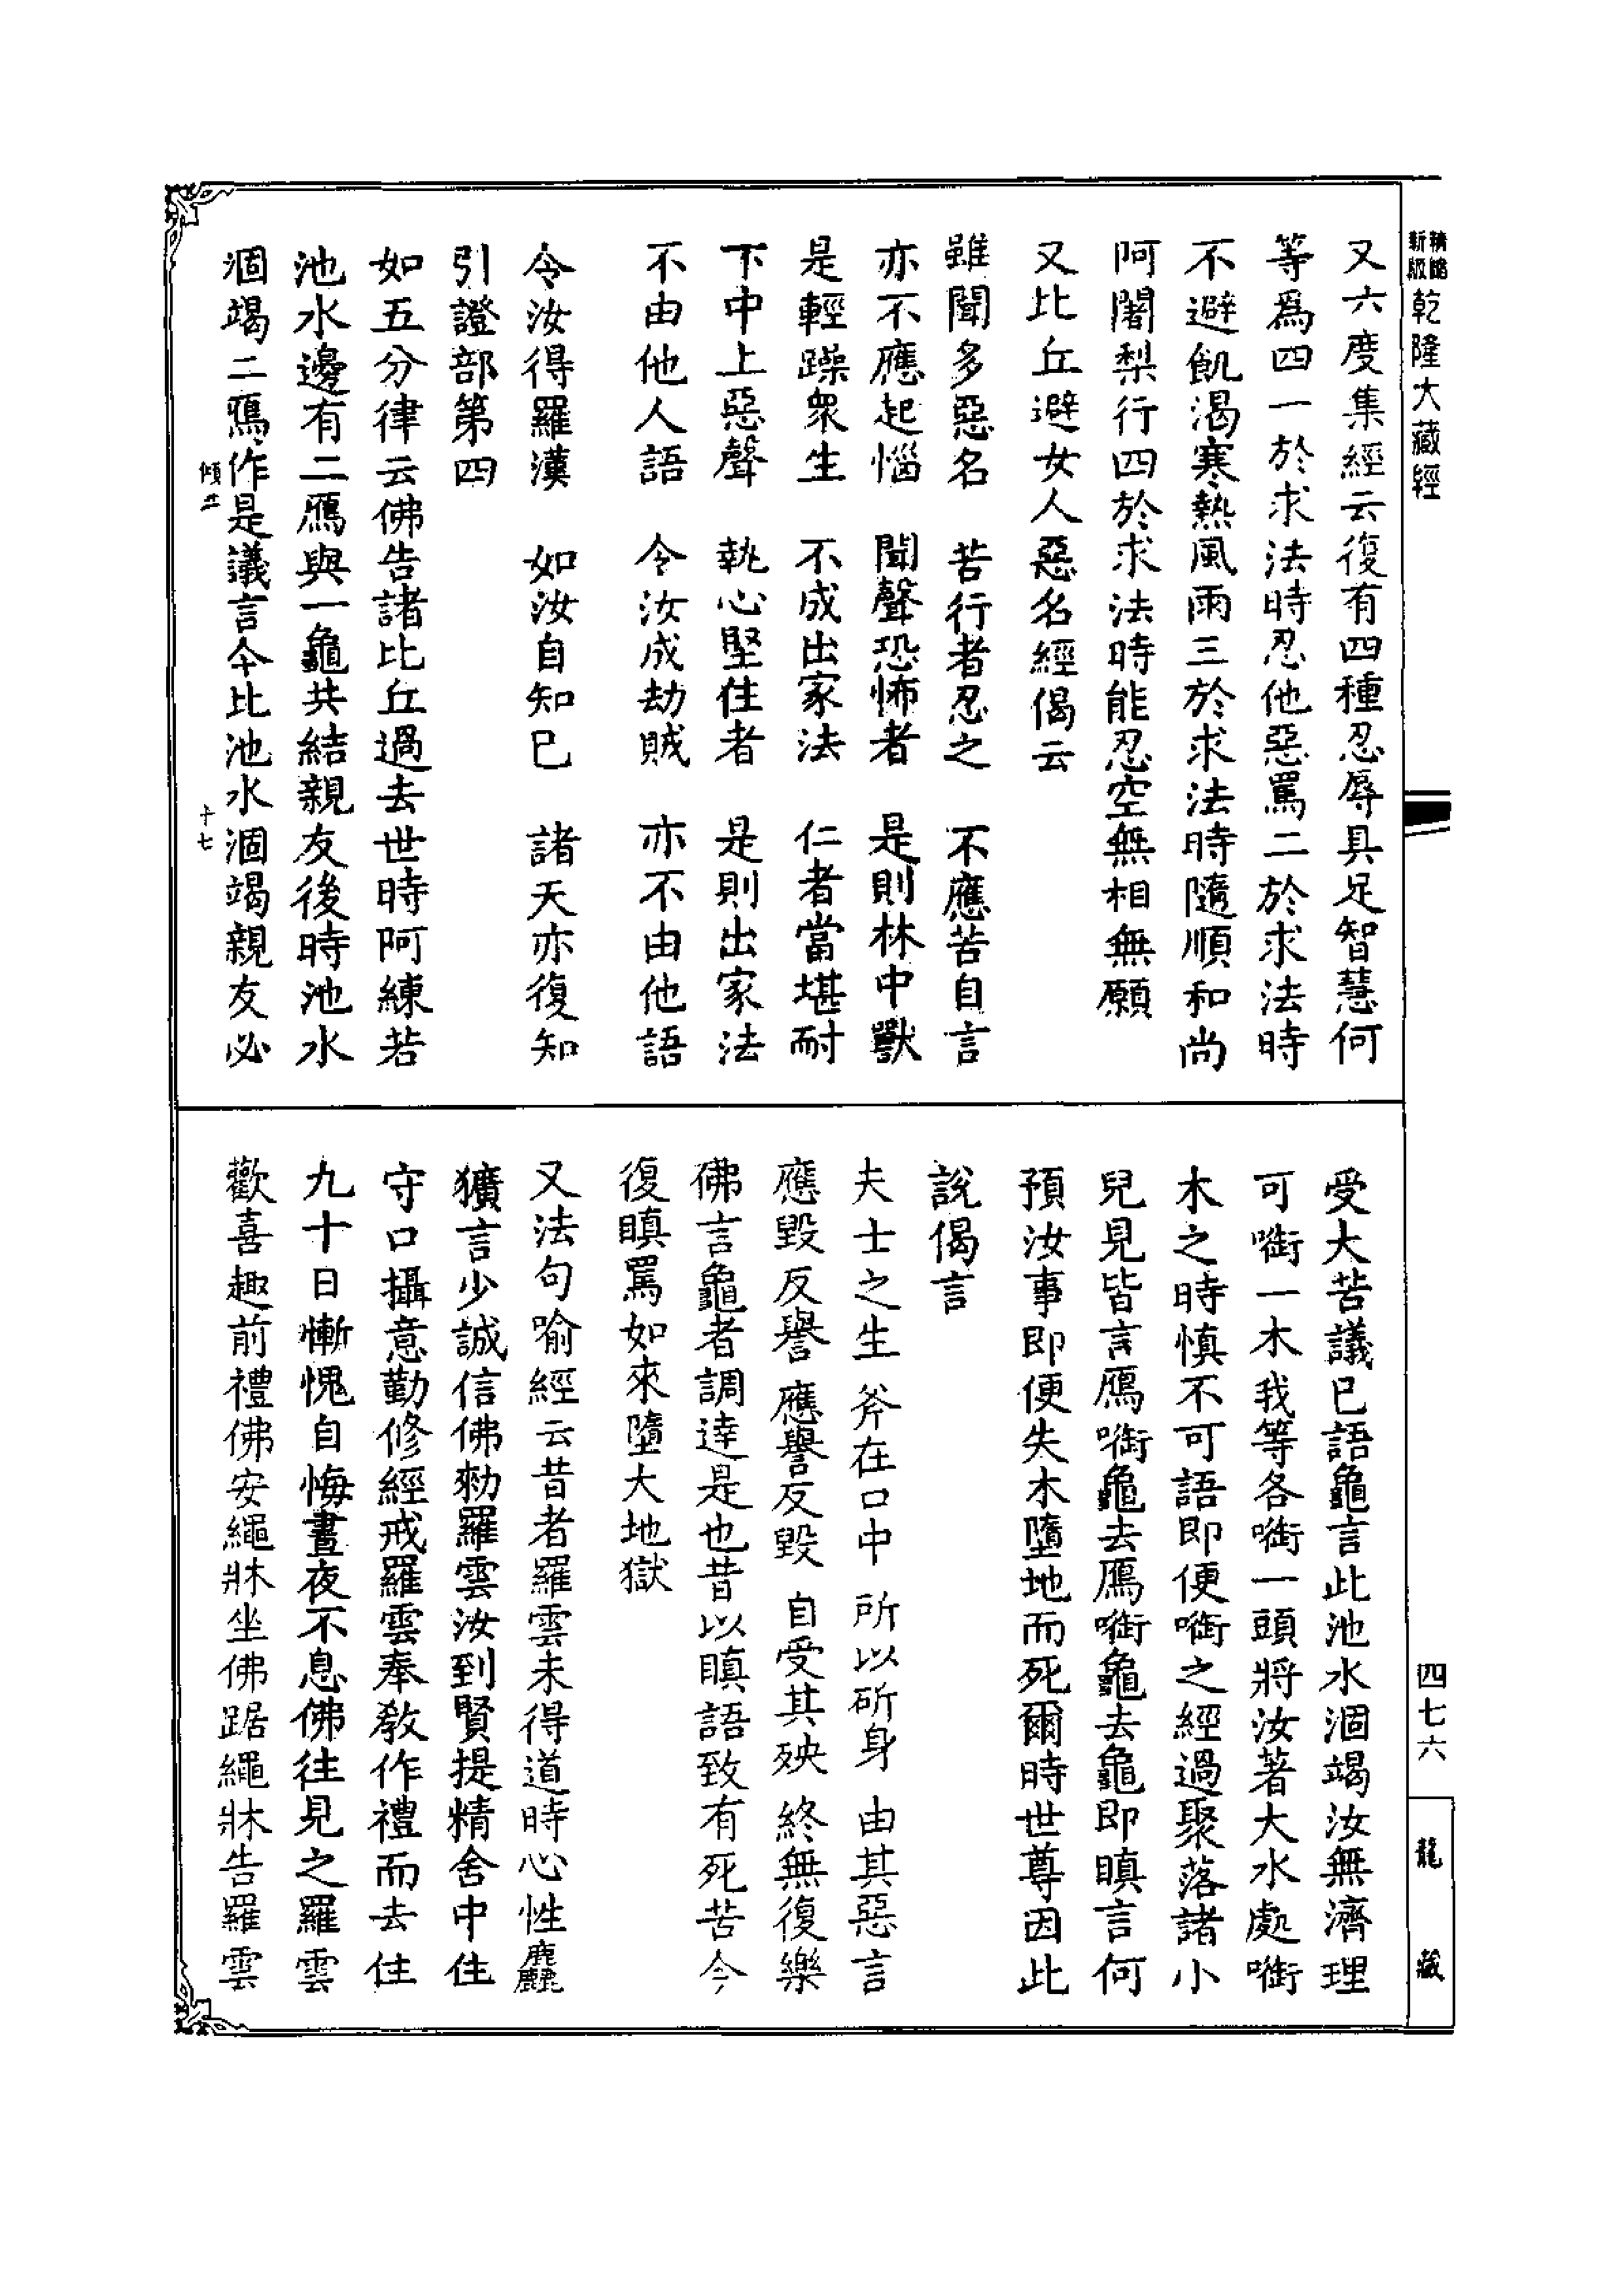 新版
精縮
乾隆大藏經
四七六
龍藏
又六度集經云復有四種忍辱具足智慧何
等爲四一於求法時忍他惡罵二於求法時
不避飢渴寒熱風雨三於求法時隨順和尚
阿闍梨行四於求法時能忍空無相無願
又比丘避女人惡名經偈云
雖聞多惡名　苦行者忍之　不應苦自言
亦不應起惱　聞聲恐怖者　是則林中獸
是輕躁衆生　不成出家法　仁者當堪耐
下中上惡聲　執心堅住者　是則出家法
不由他人語　令汝成劫賊　亦不由他語
令汝得羅漢　如汝自知已　諸天亦復知
引證部第四
如五分律云佛告諸比丘過去世時阿練若
池水邊有二鴈與一龜共結親友後時池水
涸竭二鴈作是議言今比池水涸竭親友必
十七
受大苦議已語龜言此池水涸竭汝無濟理
可㘅一木我等各㘅一頭將汝著大水處㘅
木之時慎不可語即便㘅之經過聚落諸小
兒見皆言鴈㘅龜去鴈㘅龜去龜即瞋言何
預汝事即便失木墮地而死爾時世尊因此
說偈言
夫士之生　斧在口中　所以斫身　由其惡言
應毀反譽　應譽反毀　自受其殃　終無復樂
佛言龜者調達是也昔以瞋語致有死苦今
復瞋罵如來墮大地獄
又法句喻經云昔者羅雲未得道時心性麤
獷言少誠信佛勑羅雲汝到賢提精舍中住
守口攝意勤修經戒羅雲奉教作禮而去住
九十日慚愧自悔晝夜不息佛往見之羅雲
歡喜趣前禮佛安繩牀坐佛踞繩牀告羅雲